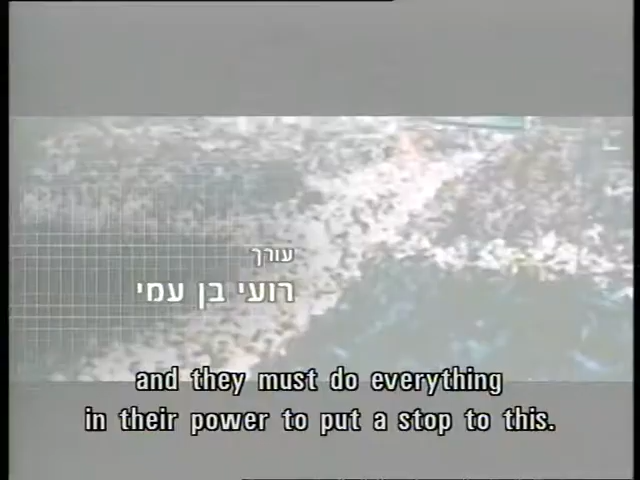 עורך
רועי בן עמי
and they must do everything
in their power to put a stop to this.